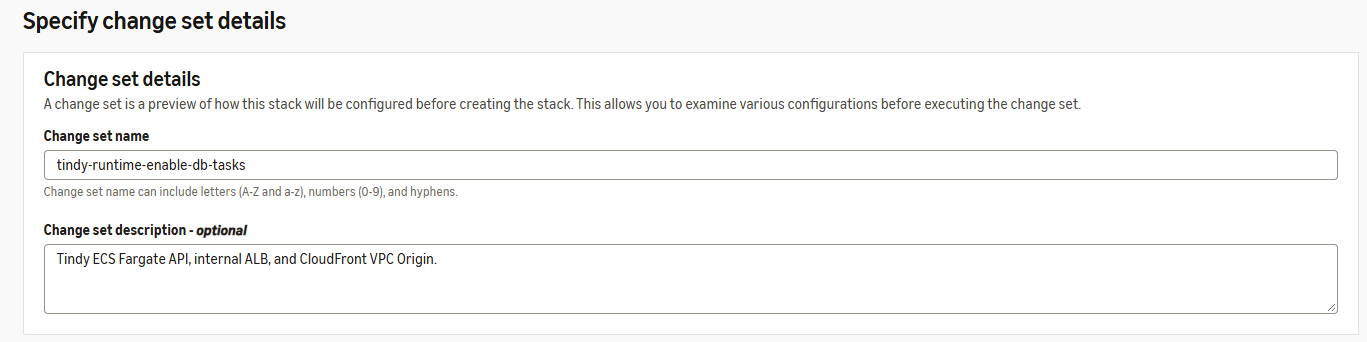 Specify change set details
Change set details
A change set is a preview of how this stack will be configured before creating the stack. This allows you to examine various configurations before executing the change set.
Change set name
tindy-runtime-enable-db-tasks
Change set name can include letters (A-Z and a-z), numbers (0-9), and hyphens.
Change set description - optional
Tindy ECS Fargate API, internal ALB, and CloudFront VPC Origin.